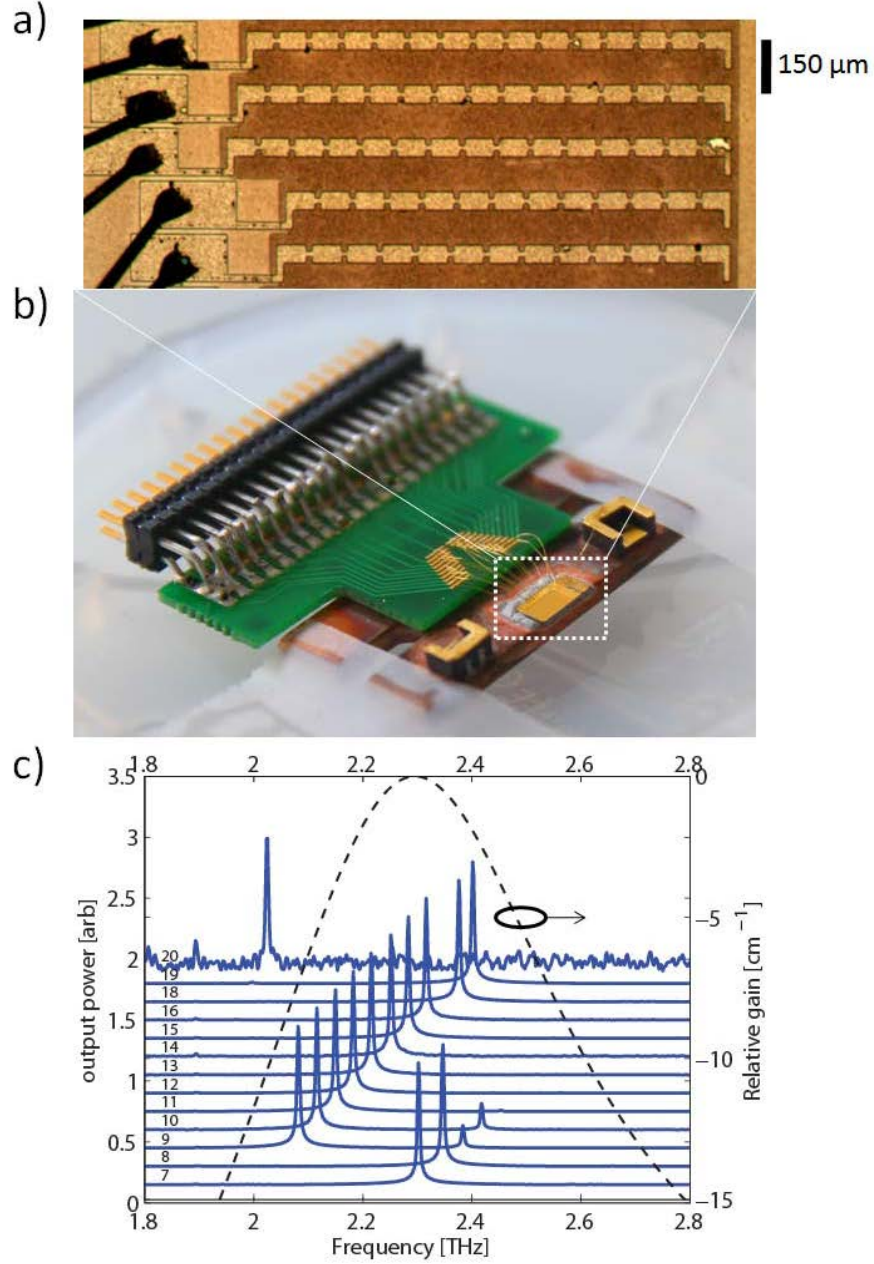 a)
150 µm
b)
c)
1.8 2 2.2 2.4 2.6 2.8
3.5 0
3
2.5 −5
20
2
19
18
16
1.5
15
14 −10
13
12
1
11
10
9
0.5
8
7
0 −15
1.8 2 2.2 2.4 2.6 2.8
output power [arb]
Relative gain [cm⁻¹]
Frequency [THz]